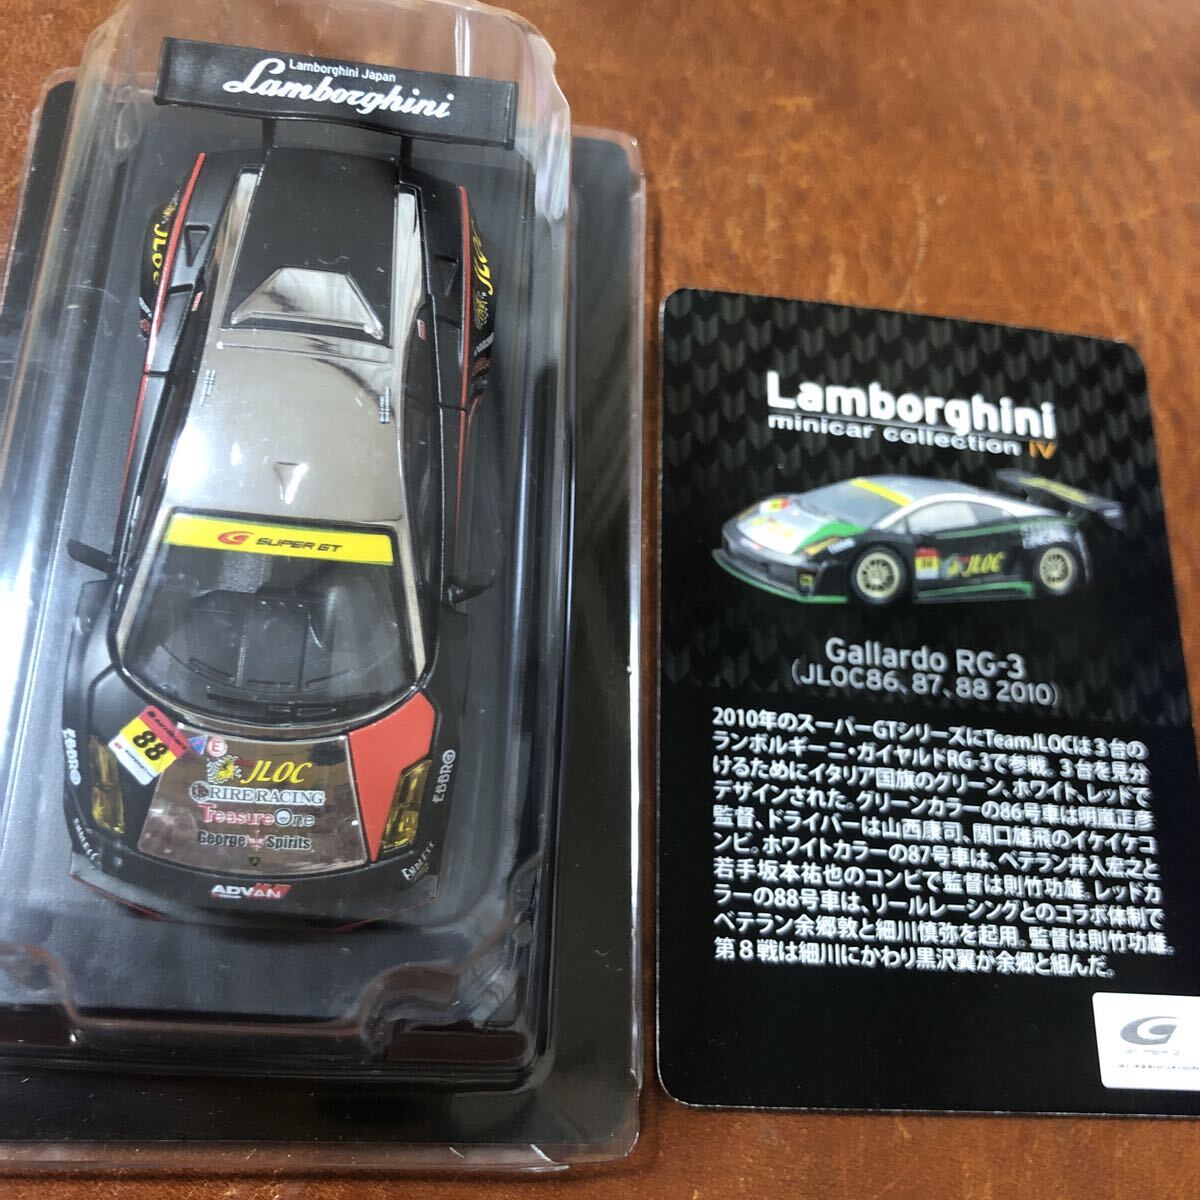 Lamborghini Japan
Lamborghini
JLOC
JLOC
SUPER GT
88
E
EBBRO
EBBRO
JLOC
RIRE RACING
TreasureOne
George Spirits
ENDLESS
ADVAN
Lamborghini
minicar collection IV
88
JLOC
Gallardo RG-3
(JLOC86、87、88 2010)
2010年のスーパーGTシリーズにTeamJLOCは3台の
ランボルギーニ・ガイヤルドRG-3で参戦。3台を見分
けるためにイタリア国旗のグリーン、ホワイト、レッドで
デザインされた。グリーンカラーの86号車は明嵐正彦
監督、ドライバーは山西康司、関口雄飛のイケイケコ
ンビ。ホワイトカラーの87号車は、ベテラン井入宏之と
若手坂本祐也のコンビで監督は則竹功雄。レッドカ
ラーの88号車は、リールレーシングとのコラボ体制で
ベテラン余郷敦と細川慎弥を起用。監督は則竹功雄。
第8戦は細川にかわり黒沢翼が余郷と組んだ。